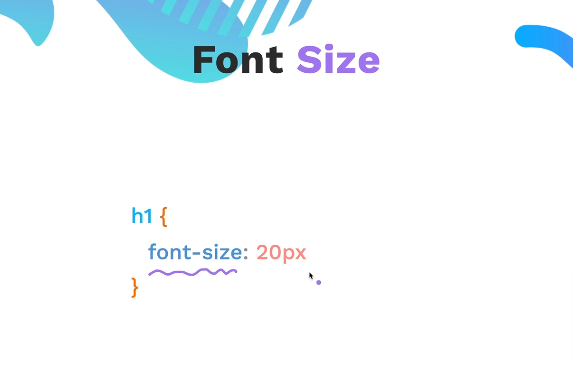 Font Size
h1 {
font-size: 20px
}